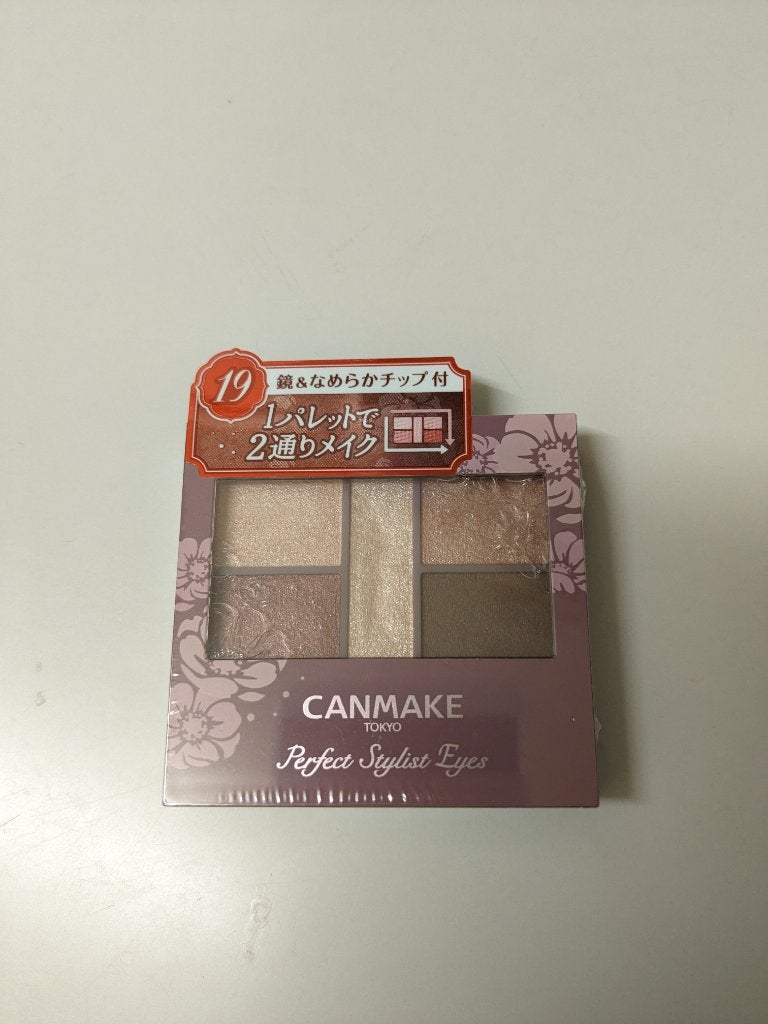 19
鏡&なめらかチップ付
1パレットで
2通りメイク
CANMAKE
TOKYO
Perfect Stylist Eyes